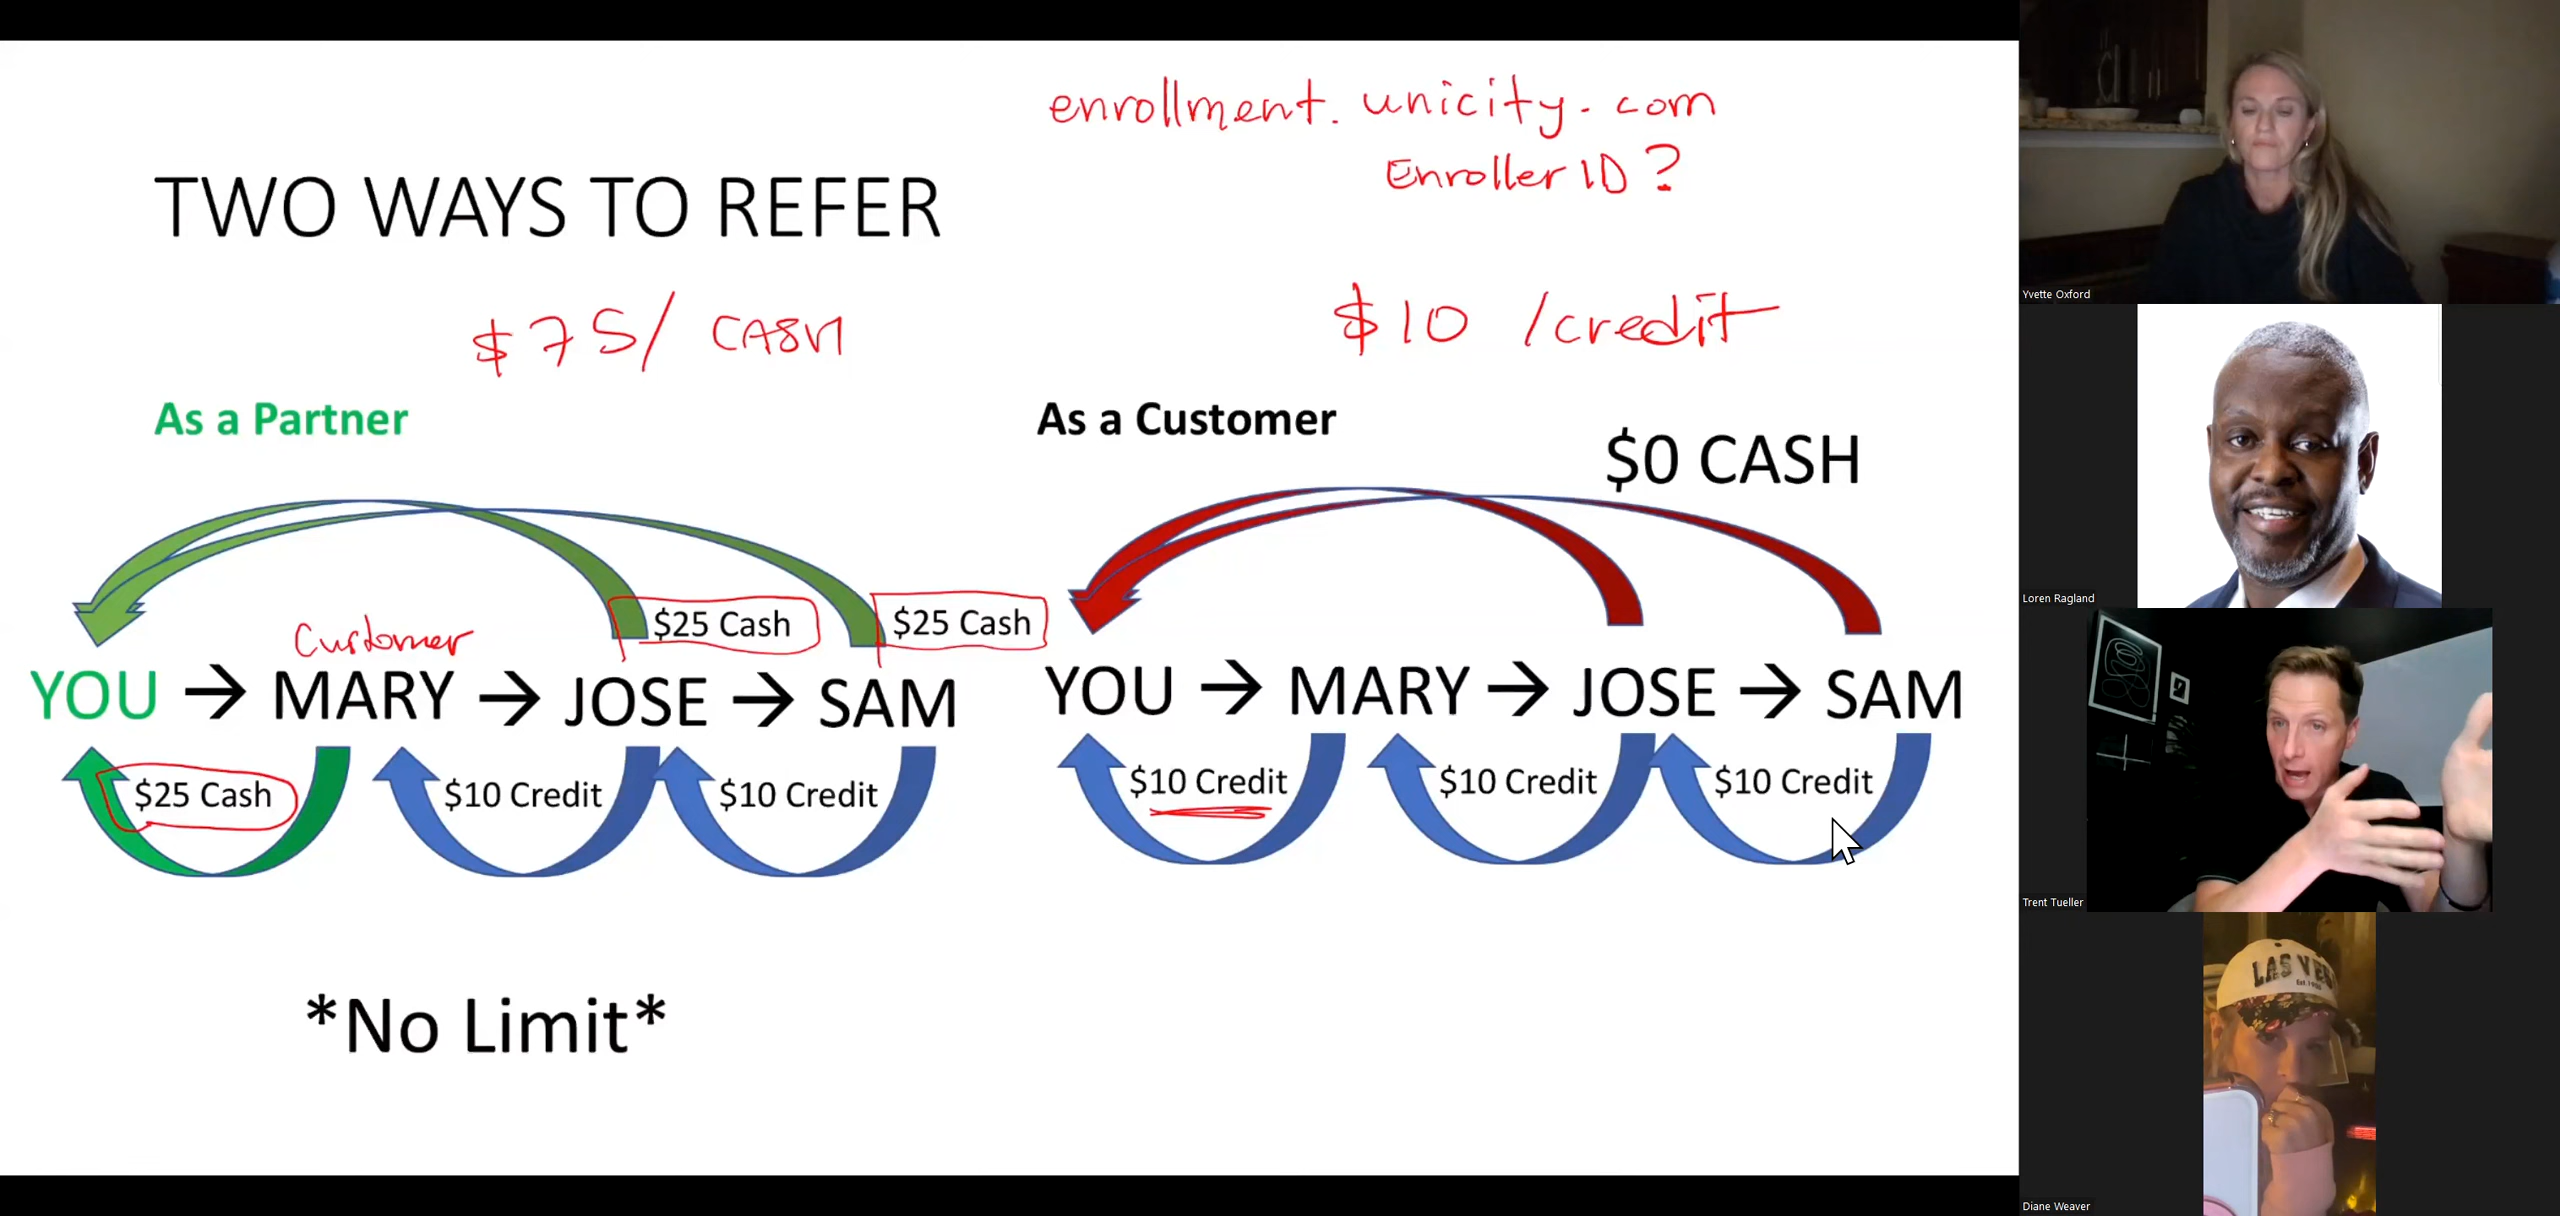 enrollment. unicity. com
Enroller ID?
TWO WAYS TO REFER
$75/ CASH
$10 /credit
As a Partner
As a Customer
$0 CASH
Customer
$25 Cash
$25 Cash
YOU → MARY → JOSE → SAM
$25 Cash
$10 Credit
$10 Credit
YOU → MARY → JOSE → SAM
$10 Credit
$10 Credit
$10 Credit
*No Limit*
Yvette Oxford
Loren Ragland
Trent Tueller
LAS VE
Diane Weaver